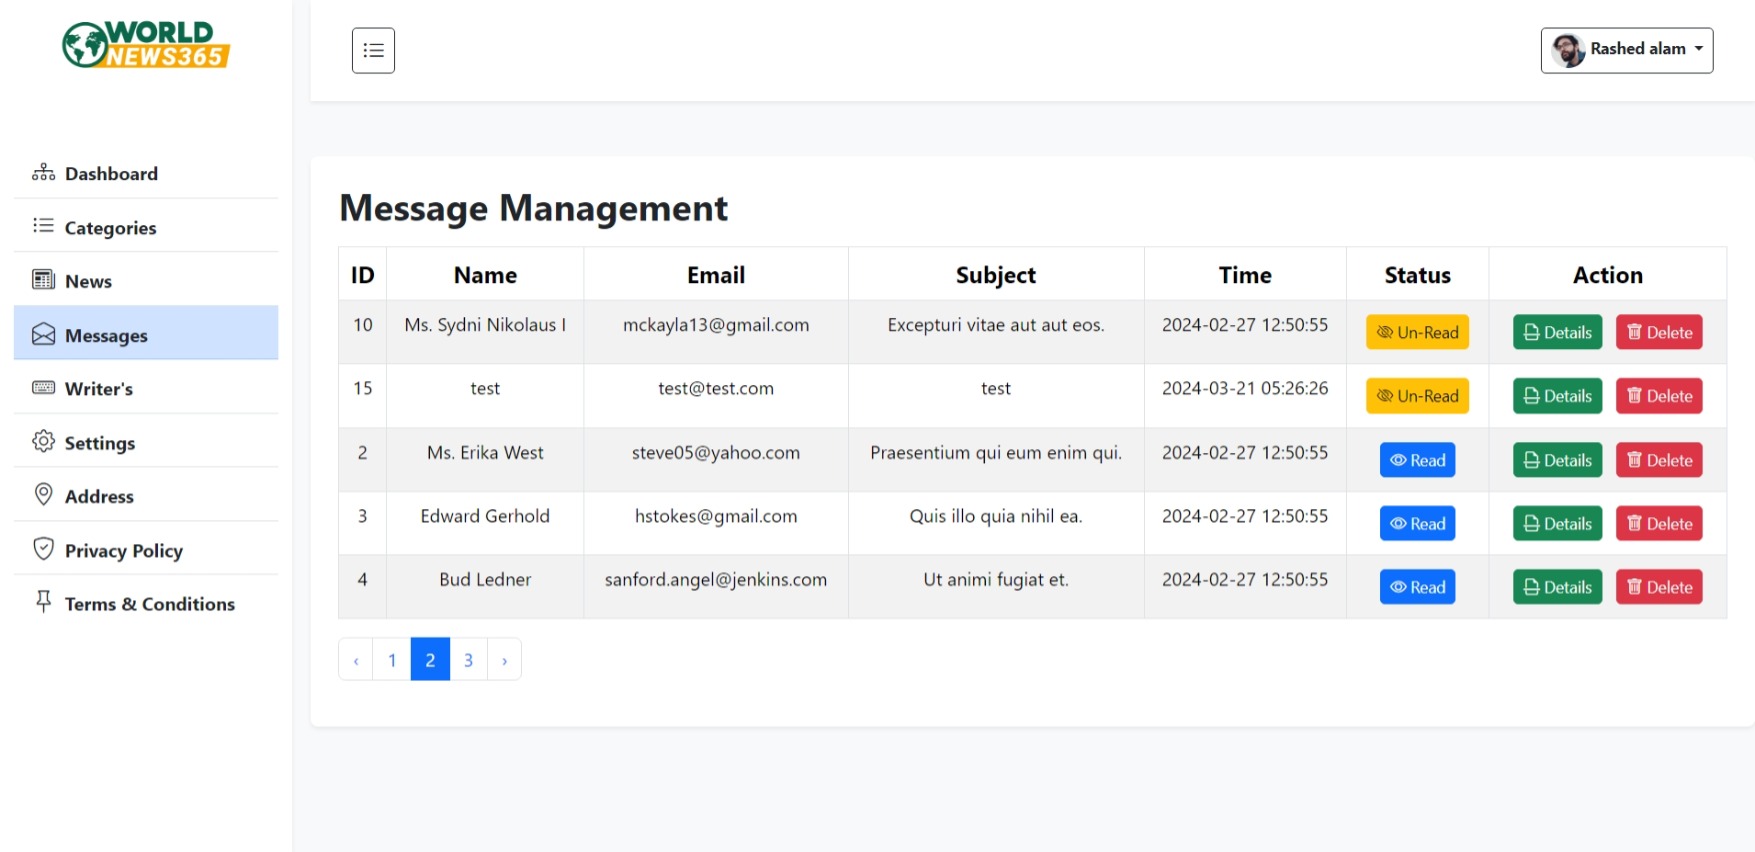 WORLD
NEWS365
Rashed alam
Dashboard
Categories
News
Messages
Writer's
Settings
Address
Privacy Policy
Terms & Conditions
Message Management
ID Name Email Subject Time Status Action
10 Ms. Sydni Nikolaus I mckayla13@gmail.com Excepturi vitae aut aut eos. 2024-02-27 12:50:55 Un-Read Details Delete
15 test test@test.com test 2024-03-21 05:26:26 Un-Read Details Delete
2 Ms. Erika West steve05@yahoo.com Praesentium qui eum enim qui. 2024-02-27 12:50:55 Read Details Delete
3 Edward Gerhold hstokes@gmail.com Quis illo quia nihil ea. 2024-02-27 12:50:55 Read Details Delete
4 Bud Ledner sanford.angel@jenkins.com Ut animi fugiat et. 2024-02-27 12:50:55 Read Details Delete
‹ 1 2 3 ›